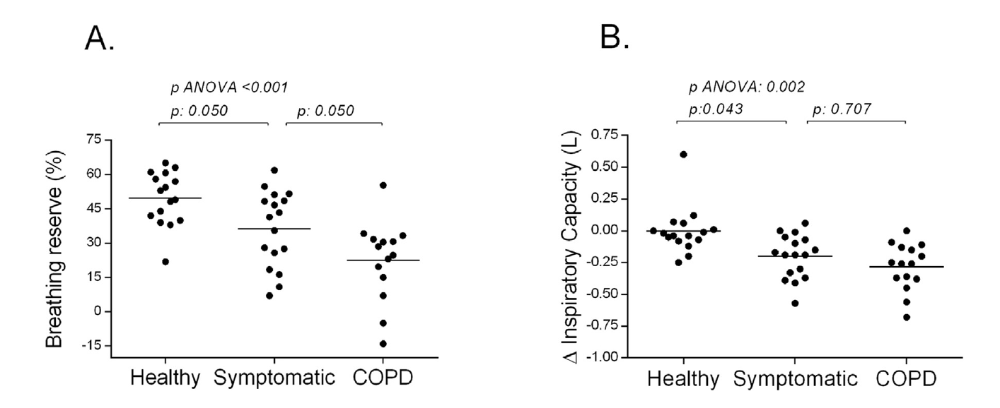 A.
p ANOVA <0.001
p: 0.050
p: 0.050
Breathing reserve (%)
75
60
45
30
15
0
-15
Healthy
Symptomatic
COPD
B.
p ANOVA: 0.002
p:0.043
p: 0.707
Δ Inspiratory Capacity (L)
0.75
0.50
0.25
0.00
-0.25
-0.50
-0.75
-1.00
Healthy
Symptomatic
COPD